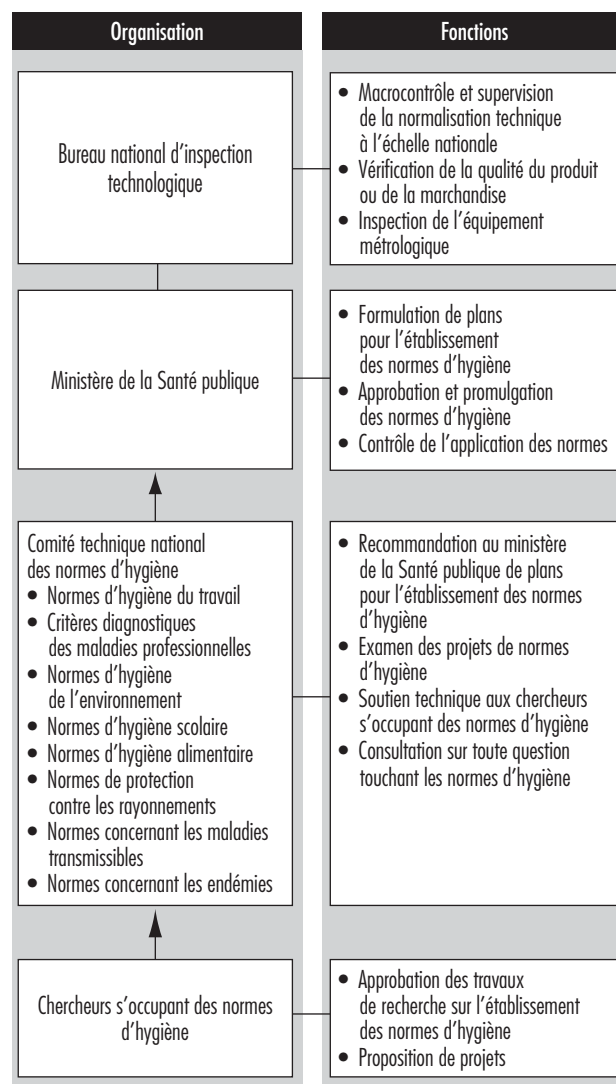 Organisation
Fonctions
Bureau national d'inspection
technologique
• Macrocontrôle et supervision
de la normalisation technique
à l'échelle nationale
• Vérification de la qualité du produit
ou de la marchandise
• Inspection de l'équipement
métrologique
Ministère de la Santé publique
• Formulation de plans
pour l'établissement
des normes d'hygiène
• Approbation et promulgation
des normes d'hygiène
• Contrôle de l'application des normes
Comité technique national
des normes d'hygiène
• Normes d'hygiène du travail
• Critères diagnostiques
des maladies professionnelles
• Normes d'hygiène
de l'environnement
• Normes d'hygiène scolaire
• Normes d'hygiène alimentaire
• Normes de protection
contre les rayonnements
• Normes concernant les maladies
transmissibles
• Normes concernant les endémies
• Recommandation au ministère
de la Santé publique de plans
pour l'établissement des normes
d'hygiène
• Examen des projets de normes
d'hygiène
• Soutien technique aux chercheurs
s'occupant des normes d'hygiène
• Consultation sur toute question
touchant les normes d'hygiène
Chercheurs s'occupant des normes
d'hygiène
• Approbation des travaux
de recherche sur l'établissement
des normes d'hygiène
• Proposition de projets